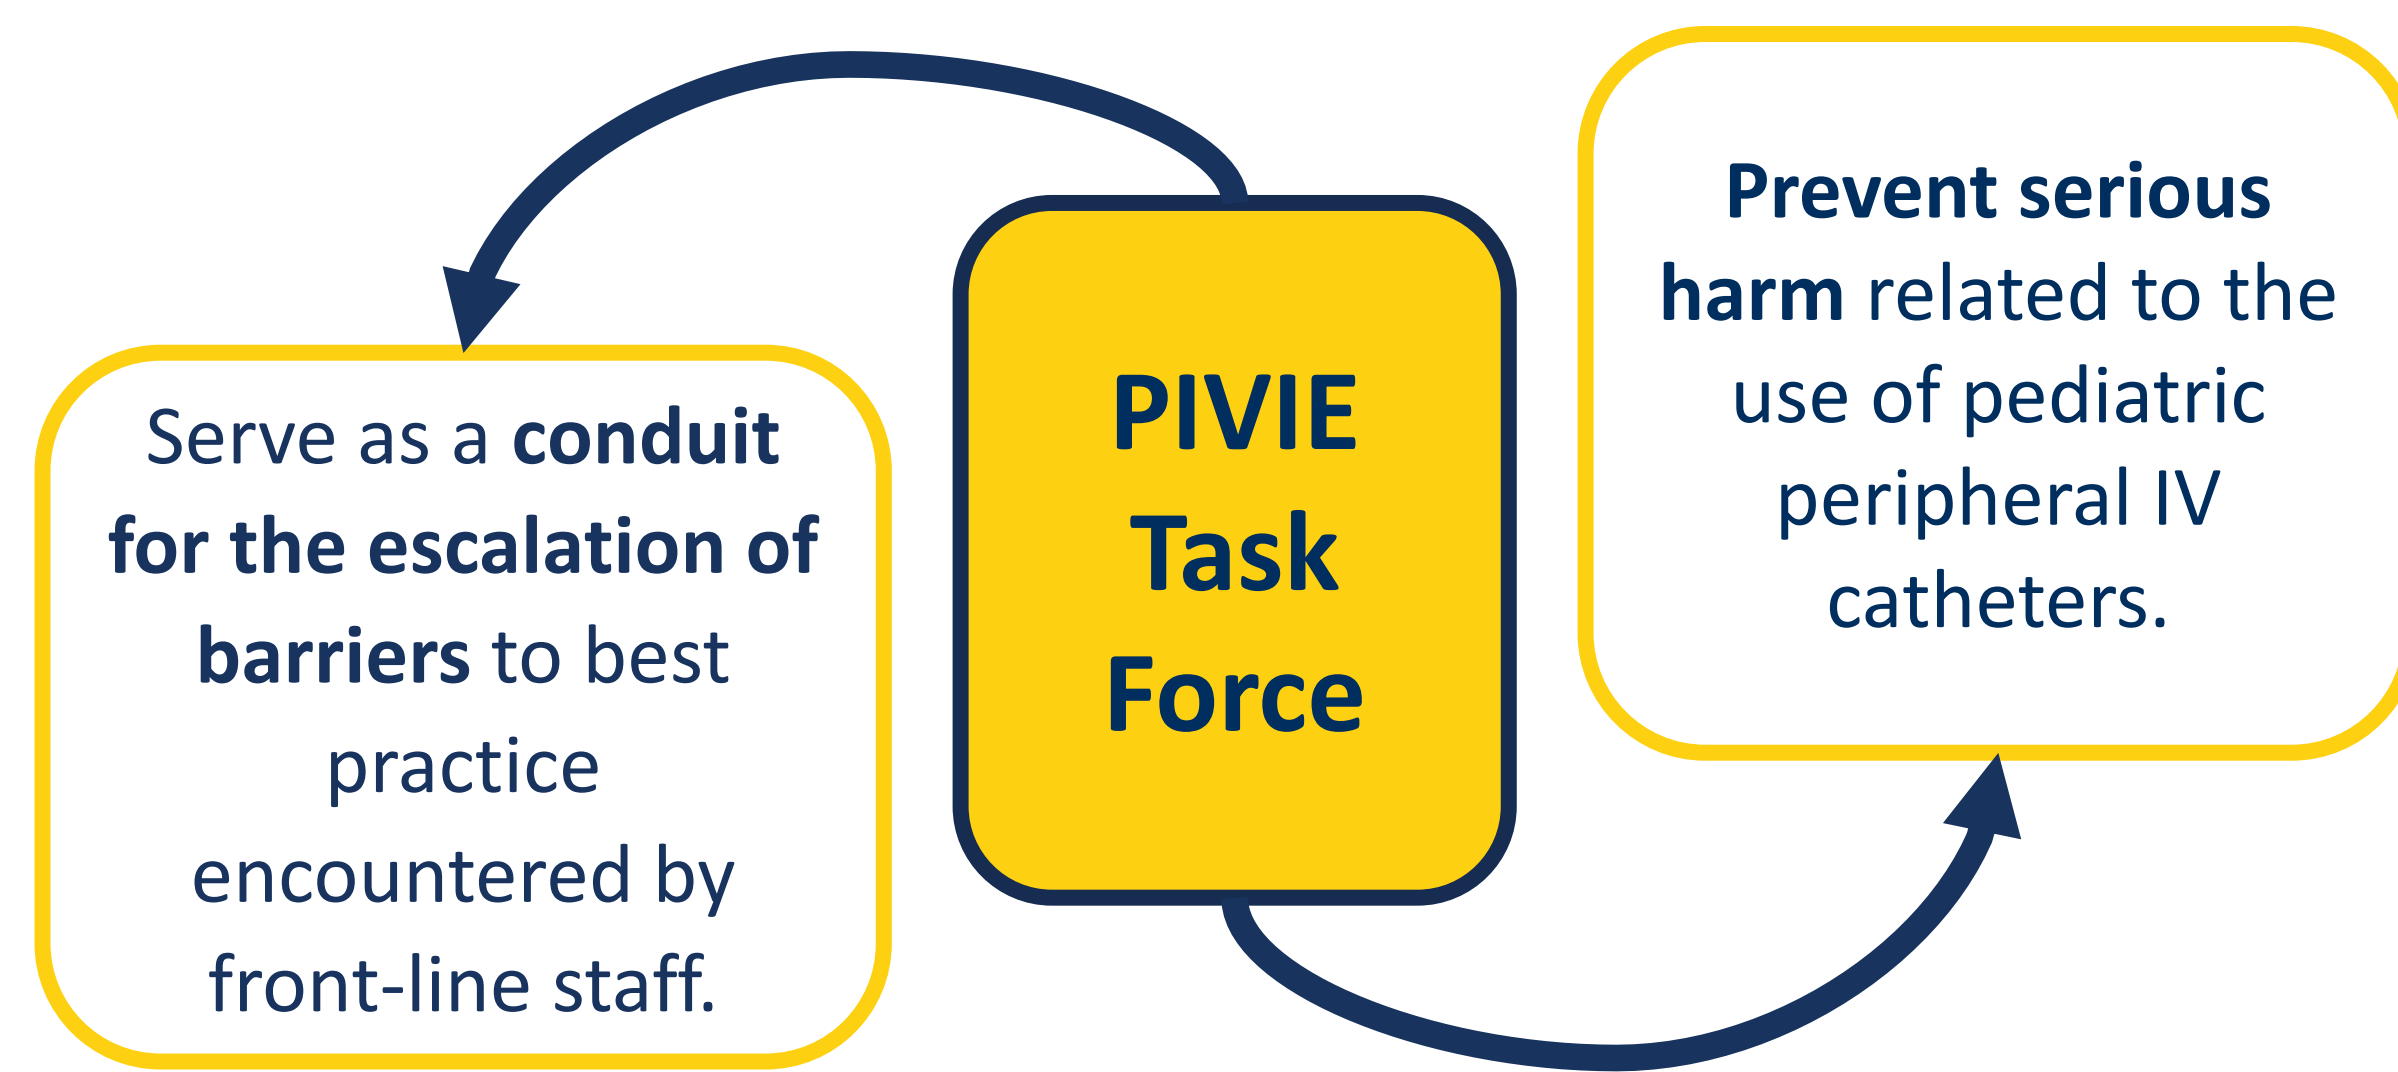 Serve as a conduit
for the escalation of
barriers to best
practice
encountered by
front-line staff.
PIVIE
Task
Force
Prevent serious
harm related to the
use of pediatric
peripheral IV
catheters.